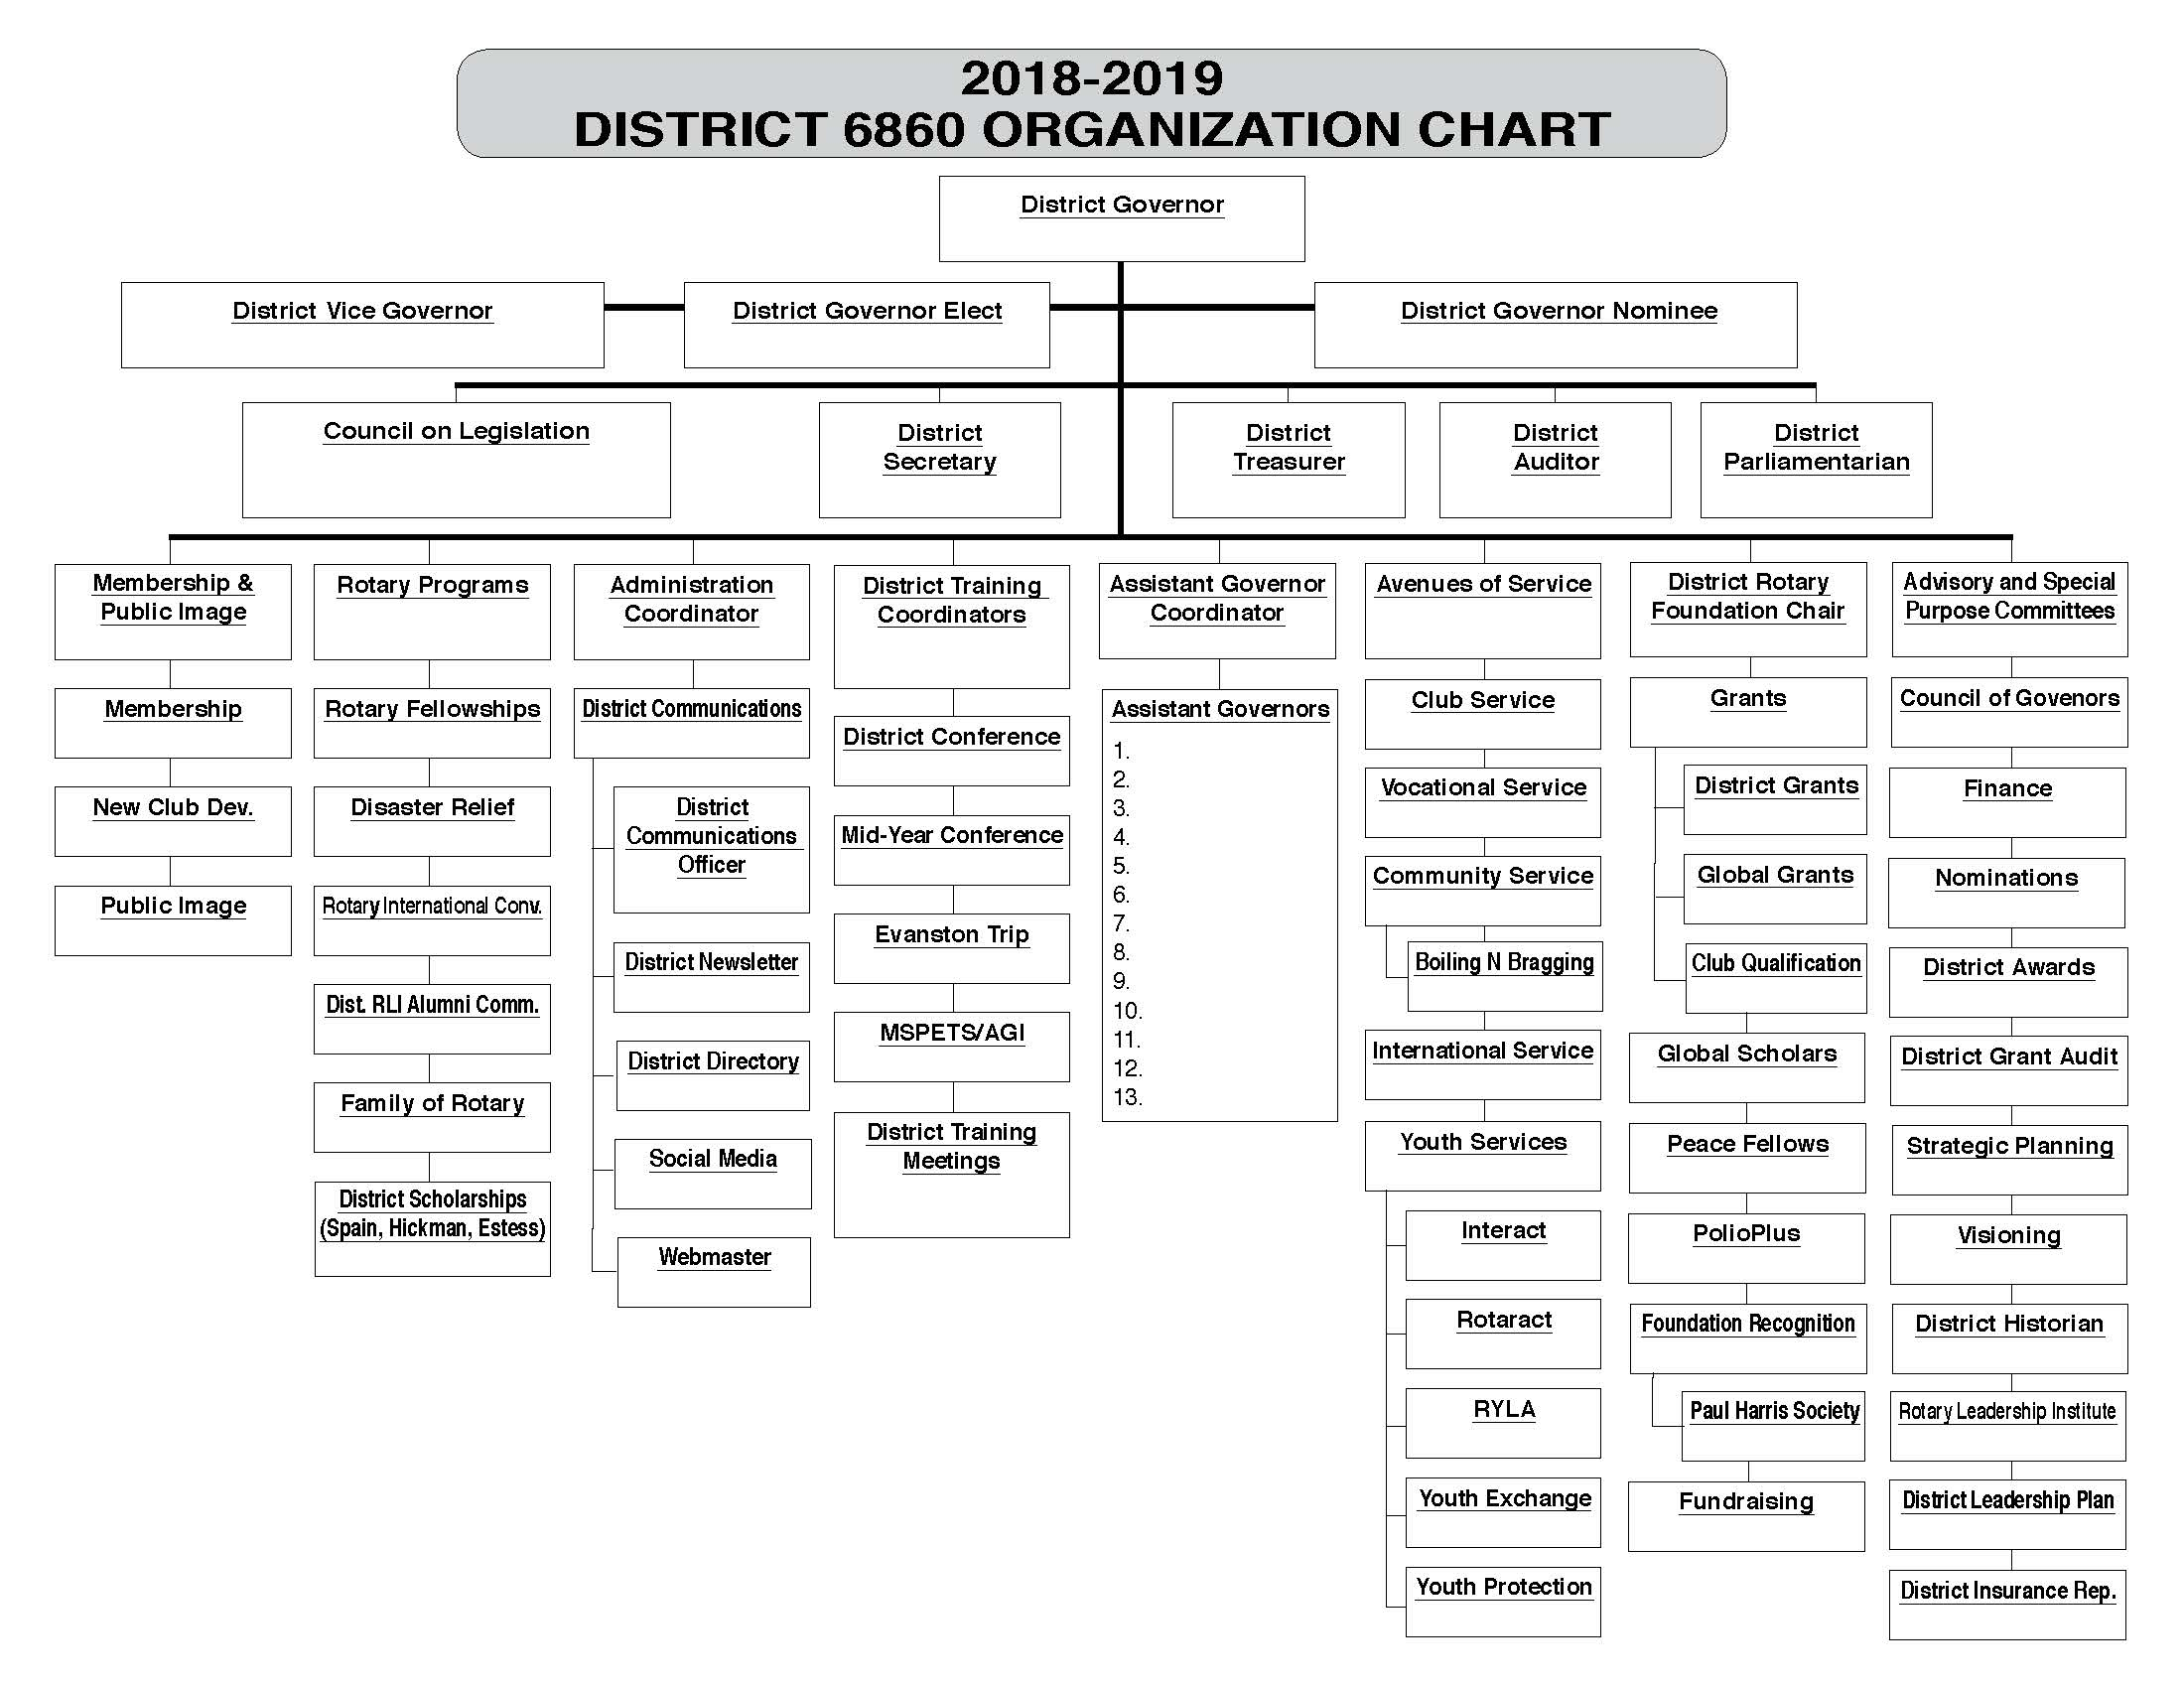 2018-2019
DISTRICT 6860 ORGANIZATION CHART
District Governor
District Vice Governor
District Governor Elect
District Governor Nominee
Council on Legislation
District
Secretary
District
Treasurer
District
Auditor
District
Parliamentarian
Membership &
Public Image
Membership
New Club Dev.
Public Image
Rotary Programs
Rotary Fellowships
Disaster Relief
Rotary International Conv.
Dist. RLI Alumni Comm.
Family of Rotary
District Scholarships
(Spain, Hickman, Estess)
Administration
Coordinator
District Communications
District
Communications
Officer
District Newsletter
District Directory
Social Media
Webmaster
District Training
Coordinators
District Conference
Mid-Year Conference
Evanston Trip
MSPETS/AGI
District Training
Meetings
Assistant Governor
Coordinator
Assistant Governors
1.
2.
3.
4.
5.
6.
7.
8.
9.
10.
11.
12.
13.
Avenues of Service
Club Service
Vocational Service
Community Service
Boiling N Bragging
International Service
Youth Services
Interact
Rotaract
RYLA
Youth Exchange
Youth Protection
District Rotary
Foundation Chair
Grants
District Grants
Global Grants
Club Qualification
Global Scholars
Peace Fellows
PolioPlus
Foundation Recognition
Paul Harris Society
Fundraising
Advisory and Special
Purpose Committees
Council of Govenors
Finance
Nominations
District Awards
District Grant Audit
Strategic Planning
Visioning
District Historian
Rotary Leadership Institute
District Leadership Plan
District Insurance Rep.